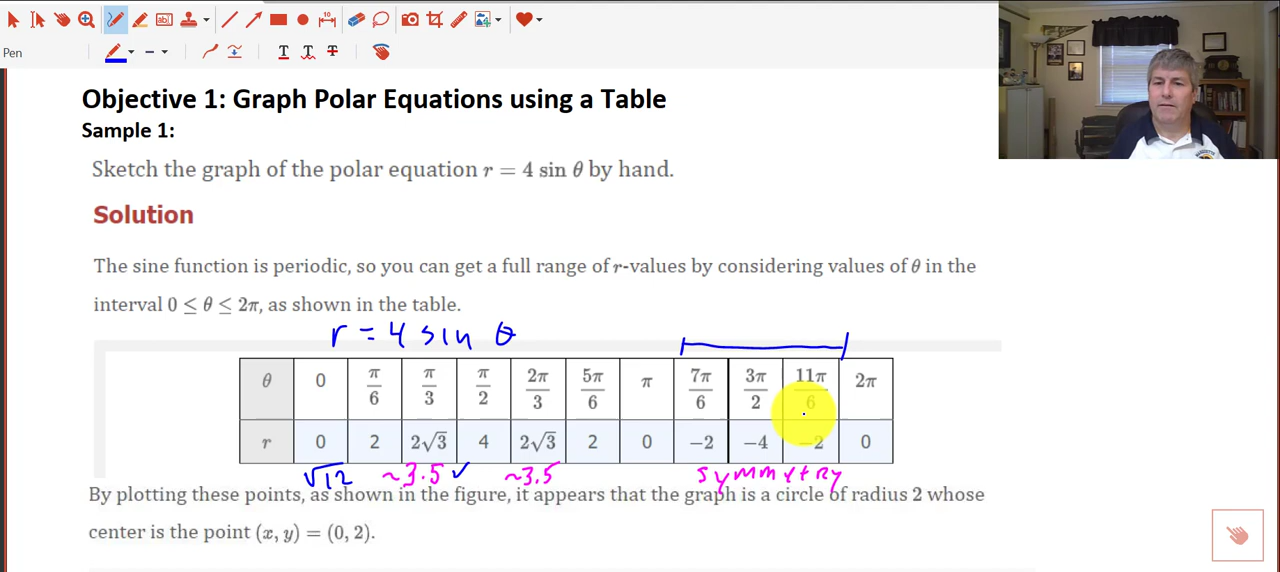 Pen
Objective 1: Graph Polar Equations using a Table
Sample 1:
Sketch the graph of the polar equation r = 4 sin θ by hand.
Solution
The sine function is periodic, so you can get a full range of r-values by considering values of θ in the
interval 0 ≤ θ ≤ 2π, as shown in the table.
r = 4 sin θ
θ 0 π/6 π/3 π/2 2π/3 5π/6 π 7π/6 3π/2 11π/6 2π
r 0 2 2√3 4 2√3 2 0 −2 −4 −2 0
√12 ~3.5 ✓ ~3.5 symmetry
By plotting these points, as shown in the figure, it appears that the graph is a circle of radius 2 whose
center is the point (x, y) = (0, 2).